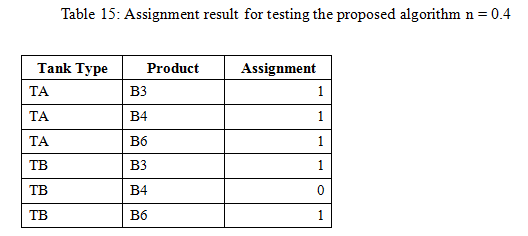 Table 15: Assignment result for testing the proposed algorithm n = 0.4
Tank Type Product Assignment
TA B3 1
TA B4 1
TA B6 1
TB B3 1
TB B4 0
TB B6 1